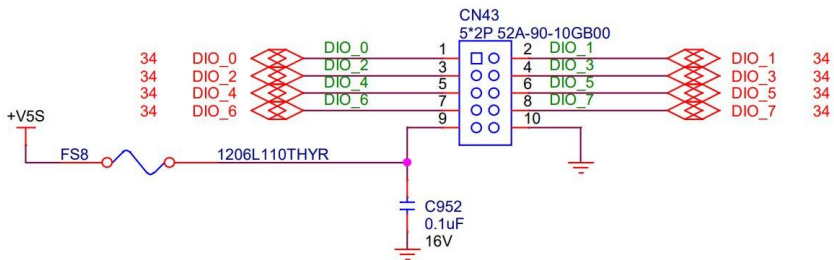 CN43
5*2P 52A-90-10GB00
34 DIO_0 DIO_0 1 2 DIO_1 DIO_1 34
34 DIO_2 DIO_2 3 4 DIO_3 DIO_3 34
34 DIO_4 DIO_4 5 6 DIO_5 DIO_5 34
34 DIO_6 DIO_6 7 8 DIO_7 DIO_7 34
+V5S 9 10
FS8 1206L110THYR
C952
0.1uF
16V